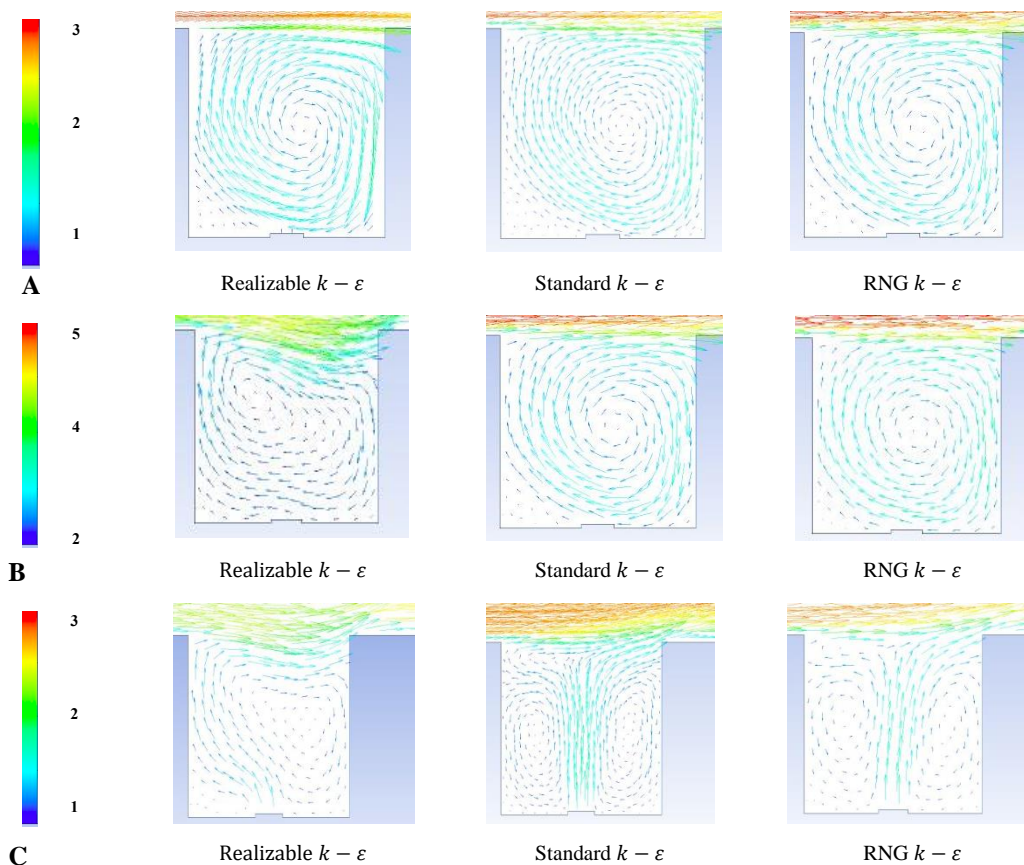 3
2
1
A
Realizable k − ε
Standard k − ε
RNG k − ε
5
4
2
B
Realizable k − ε
Standard k − ε
RNG k − ε
3
2
1
C
Realizable k − ε
Standard k − ε
RNG k − ε